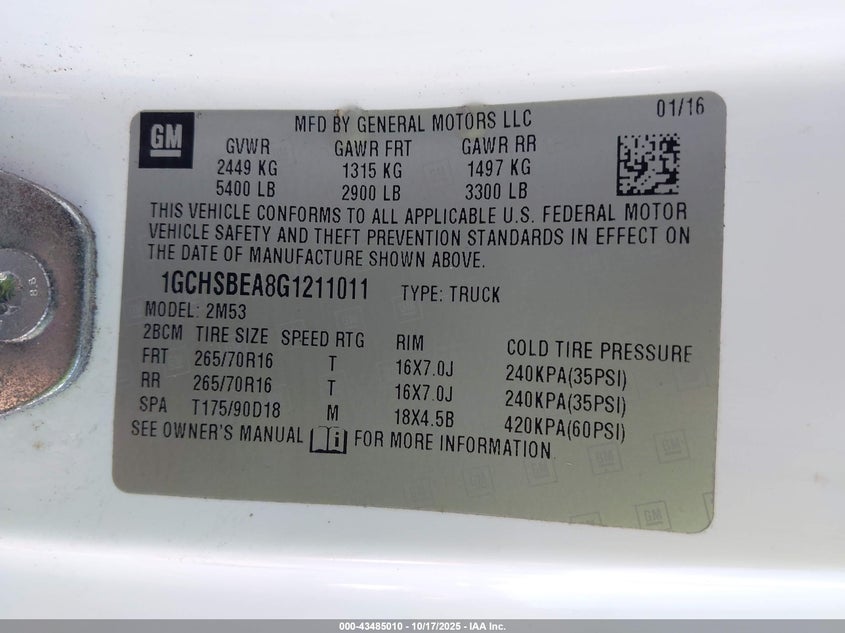 GM
MFD BY GENERAL MOTORS LLC 01/16
GVWR GAWR FRT GAWR RR
2449 KG 1315 KG 1497 KG
5400 LB 2900 LB 3300 LB
THIS VEHICLE CONFORMS TO ALL APPLICABLE U.S. FEDERAL MOTOR
VEHICLE SAFETY AND THEFT PREVENTION STANDARDS IN EFFECT ON
THE DATE OF MANUFACTURE SHOWN ABOVE.
1GCHSBEA8G1211011 TYPE: TRUCK
MODEL: 2M53
2BCM TIRE SIZE SPEED RTG RIM COLD TIRE PRESSURE
FRT 265/70R16 T 16X7.0J 240KPA(35PSI)
RR 265/70R16 T 16X7.0J 240KPA(35PSI)
SPA T175/90D18 M 18X4.5B 420KPA(60PSI)
SEE OWNER'S MANUAL i FOR MORE INFORMATION.
8.8
000-43485010 - 10/17/2025 - IAA Inc.